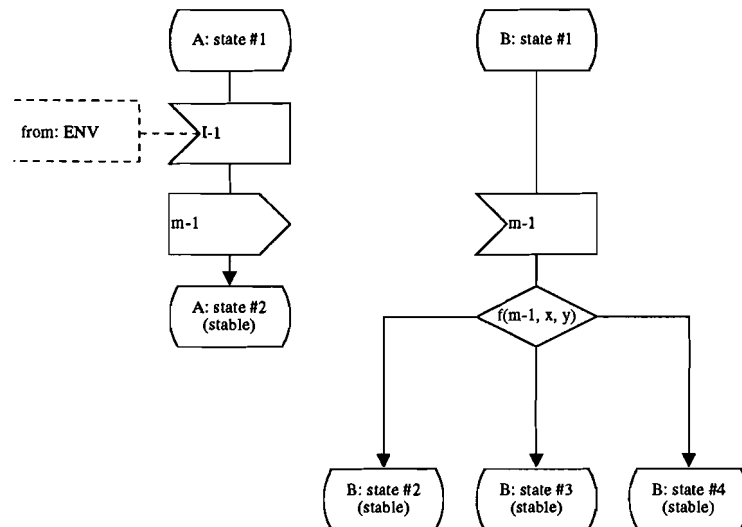 A: state #1
B: state #1
from: ENV
I-1
m-1
m-1
A: state #2
(stable)
f(m-1, x, y)
B: state #2
(stable)
B: state #3
(stable)
B: state #4
(stable)